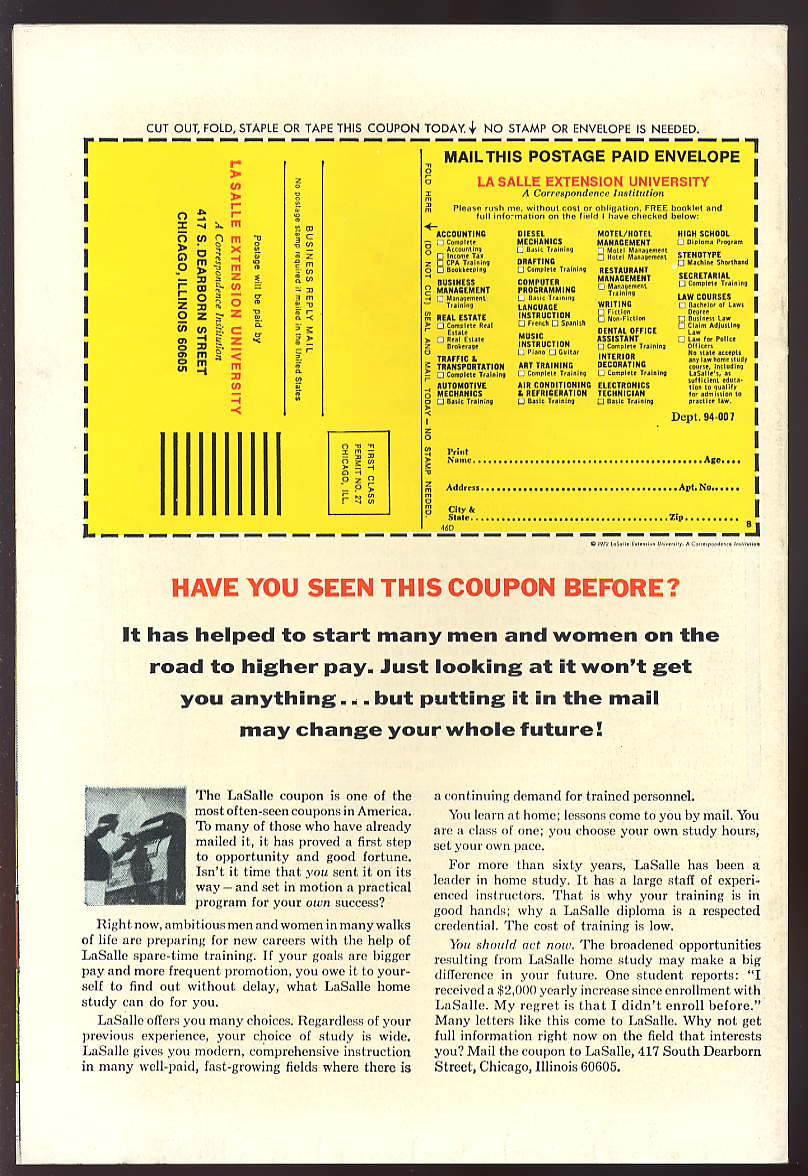 CUT OUT, FOLD, STAPLE OR TAPE THIS COUPON TODAY. ↓ NO STAMP OR ENVELOPE IS NEEDED.
LA SALLE EXTENSION UNIVERSITY
A Correspondence Institution
417 S. DEARBORN STREET
CHICAGO, ILLINOIS 60605
Postage will be paid by
BUSINESS REPLY MAIL
No postage stamp required if mailed in the United States
FIRST CLASS
PERMIT NO. 27
CHICAGO, ILL.
FOLD HERE → (DO NOT CUT) SEAL AND MAIL TODAY — NO STAMP NEEDED.
MAIL THIS POSTAGE PAID ENVELOPE
LA SALLE EXTENSION UNIVERSITY
A Correspondence Institution
Please rush me, without cost or obligation, FREE booklet and
full information on the field I have checked below:
ACCOUNTING
☐ Complete
Accounting
☐ Income Tax
☐ CPA Training
☐ Bookkeeping
BUSINESS
MANAGEMENT
☐ Management
Training
REAL ESTATE
☐ Complete Real
Estate
☐ Real Estate
Brokerage
TRAFFIC &
TRANSPORTATION
☐ Complete Training
AUTOMOTIVE
MECHANICS
☐ Basic Training
DIESEL
MECHANICS
☐ Basic Training
DRAFTING
☐ Complete Training
COMPUTER
PROGRAMMING
☐ Basic Training
LANGUAGE
INSTRUCTION
☐ French ☐ Spanish
MUSIC
INSTRUCTION
☐ Piano ☐ Guitar
ART TRAINING
☐ Complete Training
AIR CONDITIONING
& REFRIGERATION
☐ Basic Training
MOTEL/HOTEL
MANAGEMENT
☐ Motel Management
☐ Hotel Management
RESTAURANT
MANAGEMENT
☐ Management
Training
WRITING
☐ Fiction
☐ Non-Fiction
DENTAL OFFICE
ASSISTANT
☐ Complete Training
INTERIOR
DECORATING
☐ Complete Training
ELECTRONICS
TECHNICIAN
☐ Basic Training
HIGH SCHOOL
☐ Diploma Program
STENOTYPE
☐ Machine Shorthand
SECRETARIAL
☐ Complete Training
LAW COURSES
☐ Bachelor of Laws
Degree
☐ Business Law
☐ Claim Adjusting
Law
☐ Law for Police
Officers
No state accepts
any law home study
course, including
LaSalle's, as
sufficient educa-
tion to qualify
for admission to
practice law.
Dept. 94-007
Print
Name..............................Age....
Address..............................Apt. No......
City &
State..............................Zip..........
46D
8
© 1972 LaSalle Extension University, A Correspondence Institution
HAVE YOU SEEN THIS COUPON BEFORE?
It has helped to start many men and women on the
road to higher pay. Just looking at it won't get
you anything...but putting it in the mail
may change your whole future!
The LaSalle coupon is one of the
most often-seen coupons in America.
To many of those who have already
mailed it, it has proved a first step
to opportunity and good fortune.
Isn't it time that you sent it on its
way – and set in motion a practical
program for your own success?
Right now, ambitious men and women in many walks
of life are preparing for new careers with the help of
LaSalle spare-time training. If your goals are bigger
pay and more frequent promotion, you owe it to your-
self to find out without delay, what LaSalle home
study can do for you.
LaSalle offers you many choices. Regardless of your
previous experience, your choice of study is wide.
LaSalle gives you modern, comprehensive instruction
in many well-paid, fast-growing fields where there is
a continuing demand for trained personnel.
You learn at home; lessons come to you by mail. You
are a class of one; you choose your own study hours,
set your own pace.
For more than sixty years, LaSalle has been a
leader in home study. It has a large staff of experi-
enced instructors. That is why your training is in
good hands; why a LaSalle diploma is a respected
credential. The cost of training is low.
You should act now. The broadened opportunities
resulting from LaSalle home study may make a big
difference in your future. One student reports: "I
received a $2,000 yearly increase since enrollment with
LaSalle. My regret is that I didn't enroll before."
Many letters like this come to LaSalle. Why not get
full information right now on the field that interests
you? Mail the coupon to LaSalle, 417 South Dearborn
Street, Chicago, Illinois 60605.